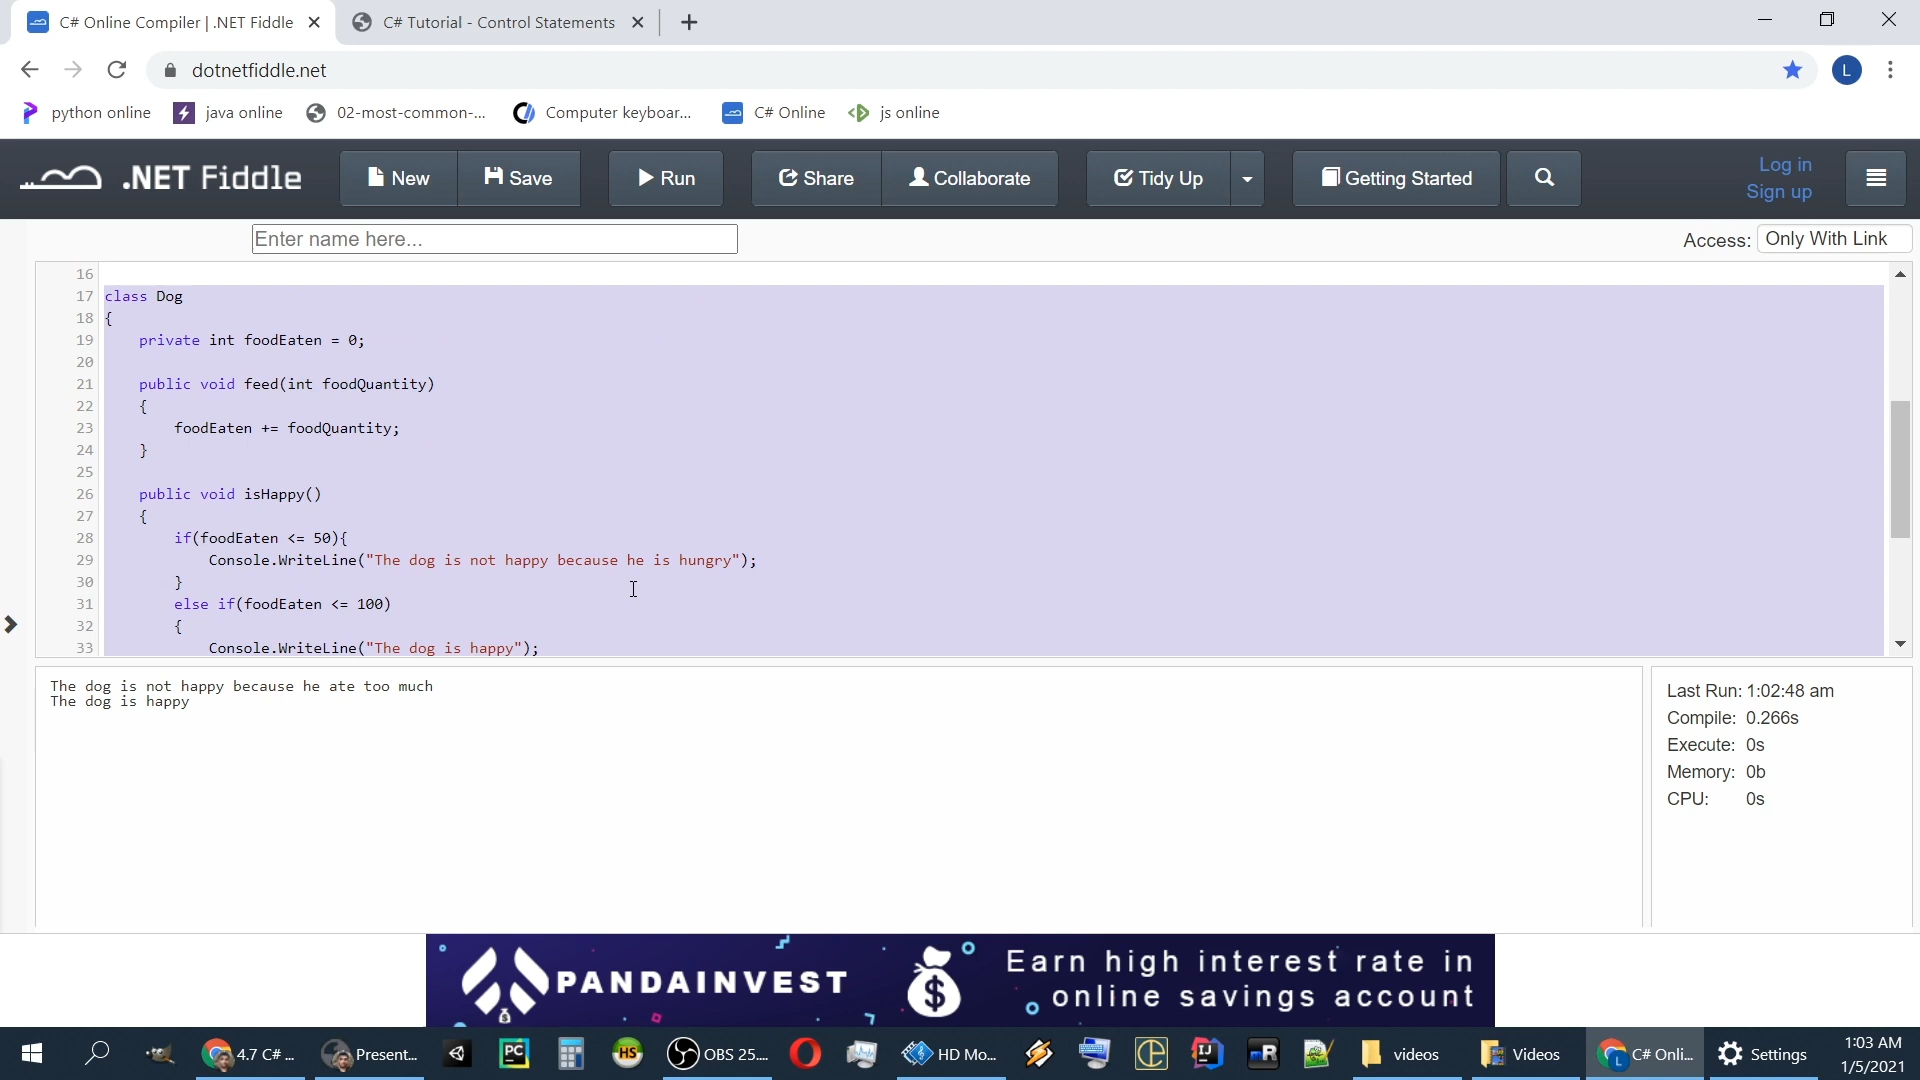 C# Online Compiler | .NET Fiddle
C# Tutorial - Control Statements
dotnetfiddle.net
L
python online
java online
02-most-common-...
Computer keyboar...
C# Online
js online
.NET Fiddle
New
Save
Run
Share
Collaborate
Tidy Up
Getting Started
Log in
Sign up
Enter name here...
Access:
Only With Link
16
17 class Dog
18 {
19 private int foodEaten = 0;
20
21 public void feed(int foodQuantity)
22 {
23 foodEaten += foodQuantity;
24 }
25
26 public void isHappy()
27 {
28 if(foodEaten <= 50){
29 Console.WriteLine("The dog is not happy because he is hungry");
30 }
31 else if(foodEaten <= 100)
32 {
33 Console.WriteLine("The dog is happy");
The dog is not happy because he ate too much
The dog is happy
Last Run: 1:02:48 am
Compile: 0.266s
Execute: 0s
Memory: 0b
CPU: 0s
PANDAINVEST
$
Earn high interest rate in
online savings account
4.7 C# ...
Present...
PC
HS
OBS 25....
HD Mo...
IJ
R
videos
Videos
L
C# Onli...
Settings
1:03 AM
1/5/2021